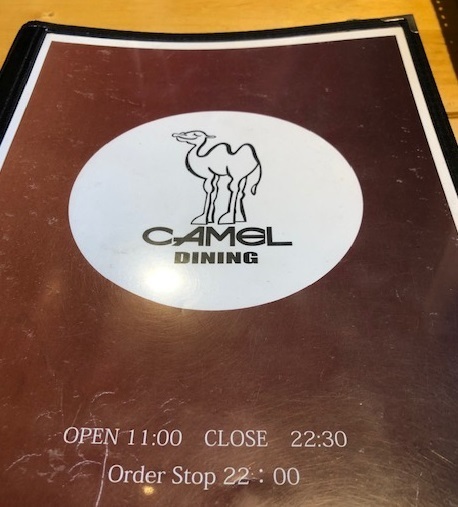 CAMEL
DINING
OPEN 11:00 CLOSE 22:30
Order Stop 22：00